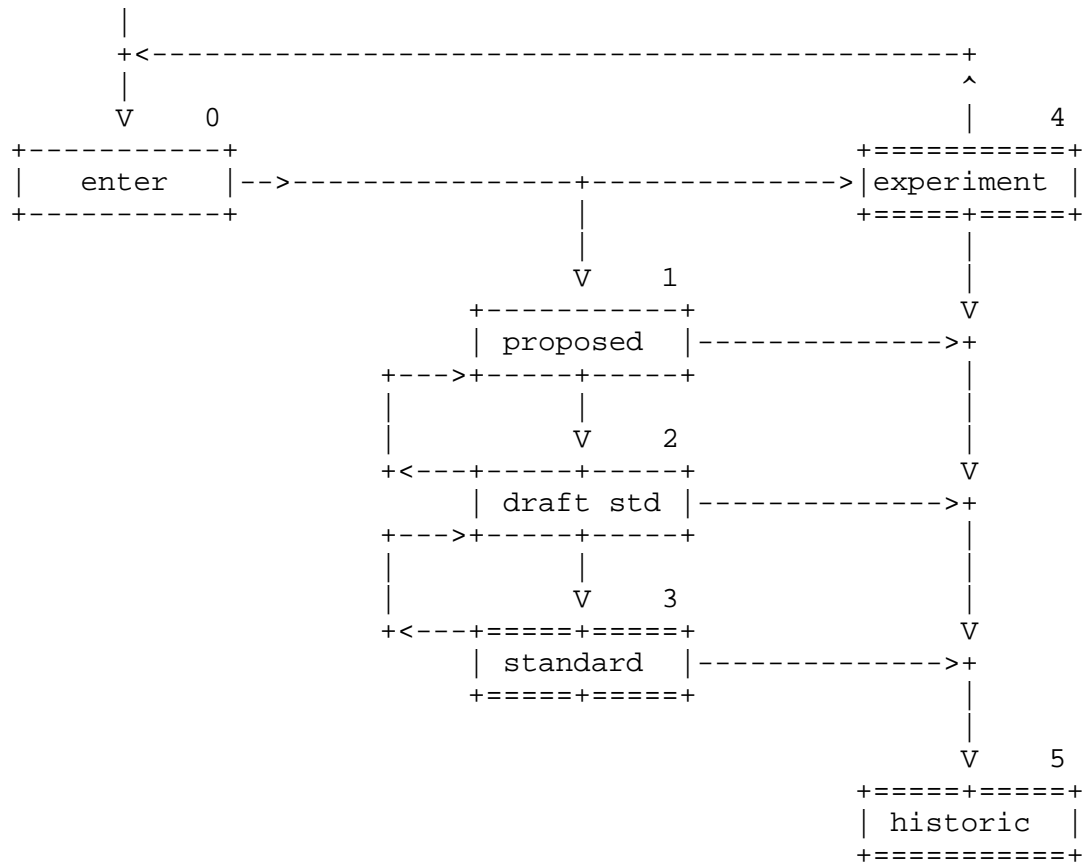 |
+<----------------------------------------------+
|                                               ^
V    0                                          |    4
+-----------+                                  +===========+
|   enter   |-->----------------+-------------->|experiment |
+-----------+                   |              +=====+=====+
|                     |
V    1                |
+-----------+               V
| proposed  |-------------->+
+--->+-----+-----+               |
|          |                     |
|          V    2                |
|                                V
+<---+-----+-----+               V
| draft std |-------------->+
+--->+-----+-----+               |
|          |                     |
|          V    3                |
+<---+=====+=====+               V
| standard  |-------------->+
+=====+=====+               |
|
V    5
+=====+=====+
| historic  |
+===========+